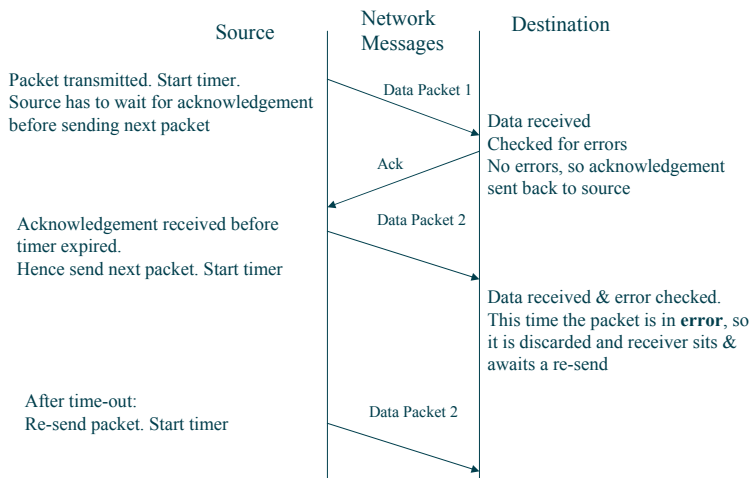 Source
Network
Messages
Destination
Packet transmitted. Start timer.
Source has to wait for acknowledgement
before sending next packet
Data Packet 1
Data received
Checked for errors
No errors, so acknowledgement
sent back to source
Ack
Acknowledgement received before
timer expired.
Hence send next packet. Start timer
Data Packet 2
Data received & error checked.
This time the packet is in error, so
it is discarded and receiver sits &
awaits a re-send
After time-out:
Re-send packet. Start timer
Data Packet 2